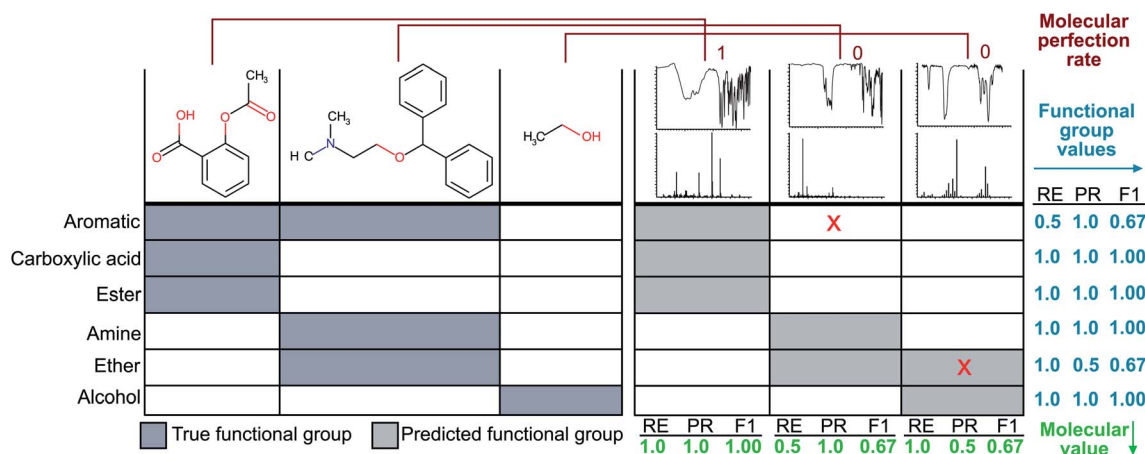 Molecular
perfection
rate
1
0
0
CH₃
OH
O
O
O
O
CH₃
N
H₃C
O
CH₃
OH
Functional
group
values
RE PR F1
Aromatic X 0.5 1.0 0.67
Carboxylic acid 1.0 1.0 1.00
Ester 1.0 1.0 1.00
Amine 1.0 1.0 1.00
Ether X 1.0 0.5 0.67
Alcohol 1.0 1.0 1.00
True functional group Predicted functional group
RE PR F1 RE PR F1 RE PR F1
1.0 1.0 1.00 0.5 1.0 0.67 1.0 0.5 0.67
Molecular
value